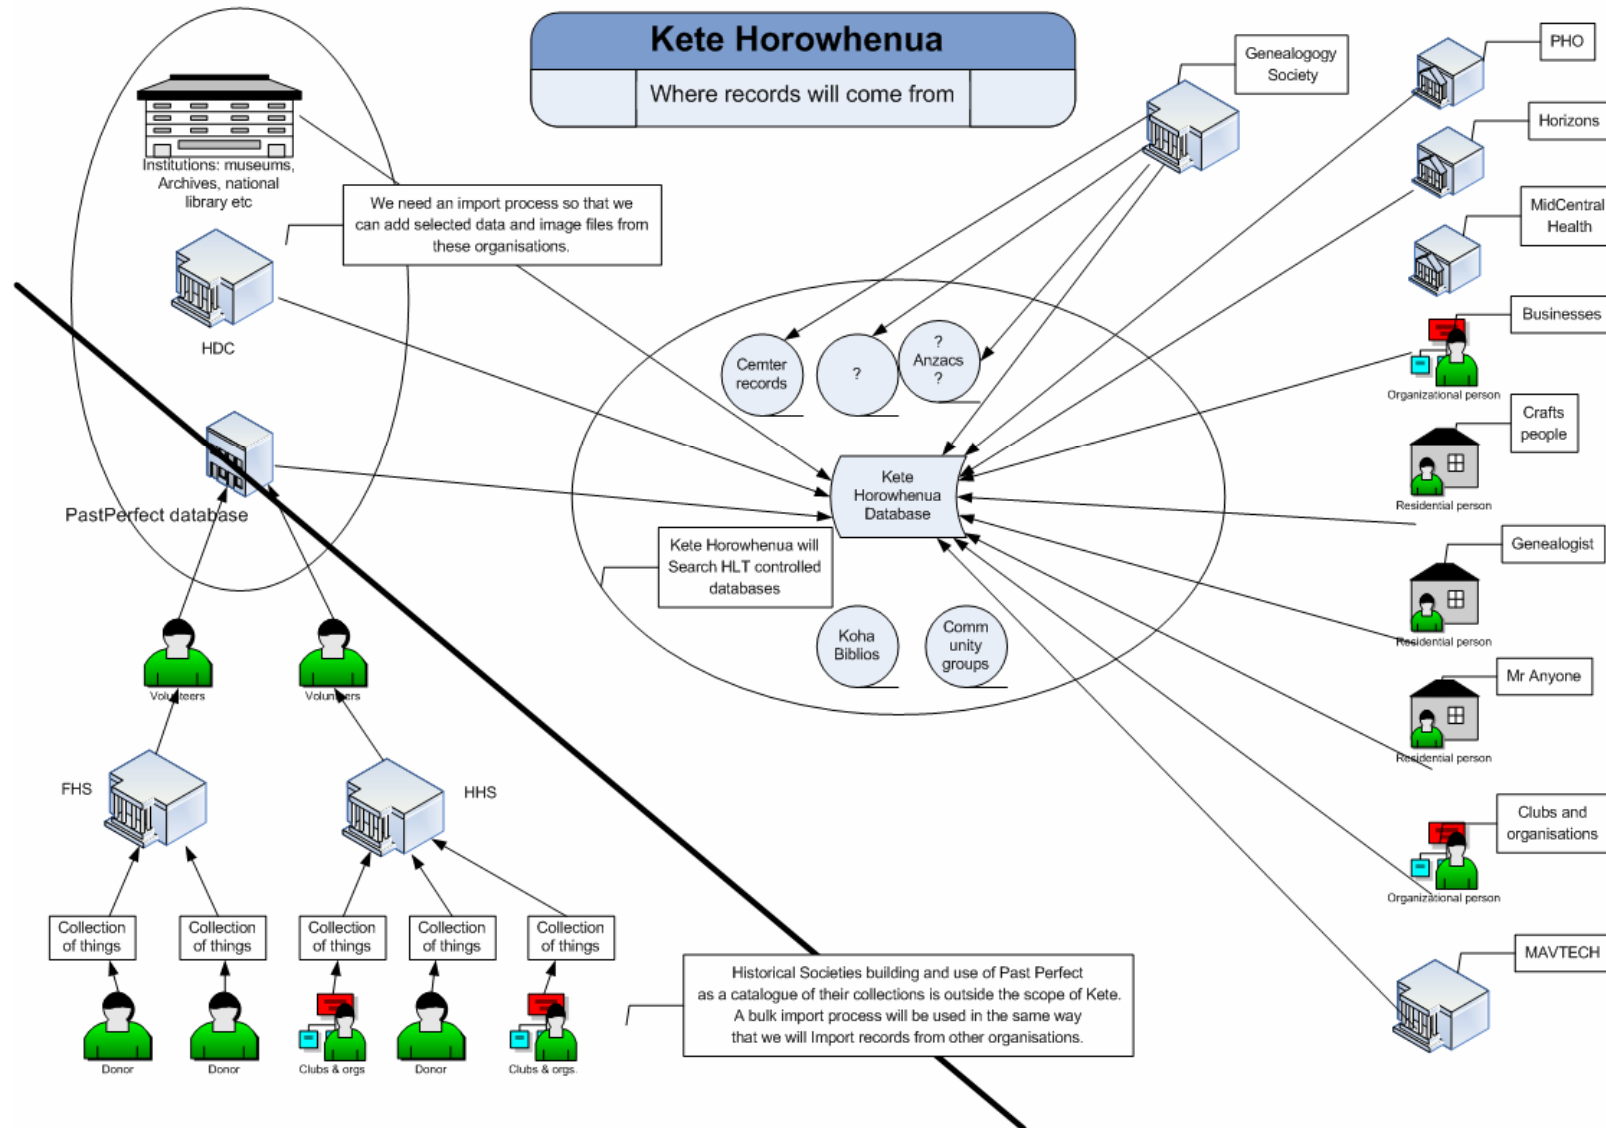 Kete Horowhenua
Where records will come from
Genealogogy
Society
PHO
Horizons
MidCentral
Health
Businesses
Organizational person
Crafts
people
Residential person
Genealogist
Residential person
Mr Anyone
Residential person
Clubs and
organisations
Organizational person
MAVTECH
Institutions: museums,
Archives, national
library etc
We need an import process so that we
can add selected data and image files from
these organisations.
HDC
PastPerfect database
Cemter
records
?
?
Anzacs
?
Kete
Horowhenua
Database
Kete Horowhenua will
Search HLT controlled
databases
Koha
Biblios
Comm
unity
groups
Volunteers
Volunteers
FHS
HHS
Collection
of things
Collection
of things
Collection
of things
Collection
of things
Collection
of things
Donor
Donor
Clubs & orgs
Donor
Clubs & orgs.
Historical Societies building and use of Past Perfect
as a catalogue of their collections is outside the scope of Kete.
A bulk import process will be used in the same way
that we will Import records from other organisations.